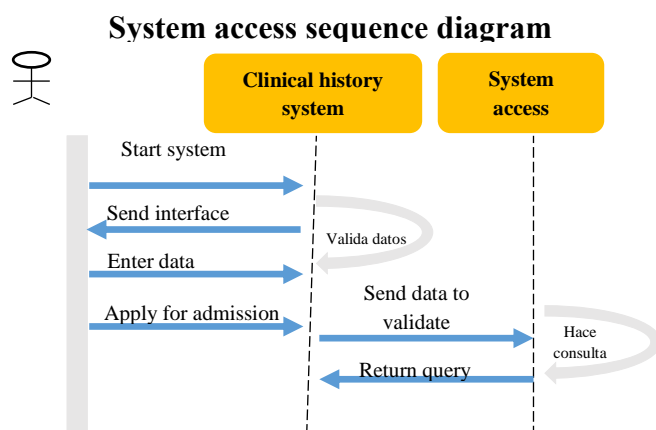 System access sequence diagram
Clinical history
system
System
access
Start system
Send interface
Valida datos
Enter data
Apply for admission
Send data to
validate
Hace
consulta
Return query